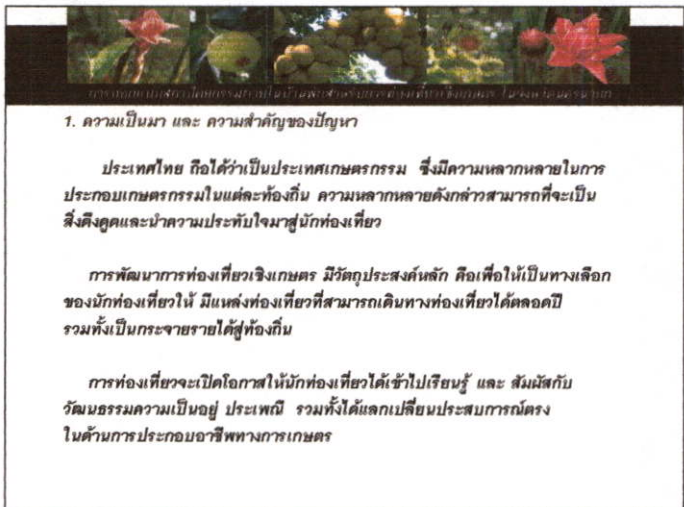 1. ความเป็นมา และ ความสำคัญของปัญหา
ประเทศไทย ถือได้ว่าเป็นประเทศเกษตรกรรม ซึ่งมีความหลากหลายในการ
ประกอบเกษตรกรรมในแต่ละท้องถิ่น ความหลากหลายดังกล่าวสามารถที่จะเป็น
สิ่งดึงดูดและนำความประทับใจมาสู่นักท่องเที่ยว
การพัฒนาการท่องเที่ยวเชิงเกษตร มีวัตถุประสงค์หลัก คือเพื่อให้เป็นทางเลือก
ของนักท่องเที่ยวให้ มีแหล่งท่องเที่ยวที่สามารถเดินทางท่องเที่ยวได้ตลอดปี
รวมทั้งเป็นกระจายรายได้สู่ท้องถิ่น
การท่องเที่ยวจะเปิดโอกาสให้นักท่องเที่ยวได้เข้าไปเรียนรู้ และ สัมผัสกับ
วัฒนธรรมความเป็นอยู่ ประเพณี รวมทั้งได้แลกเปลี่ยนประสบการณ์ตรง
ในด้านการประกอบอาชีพทางการเกษตร